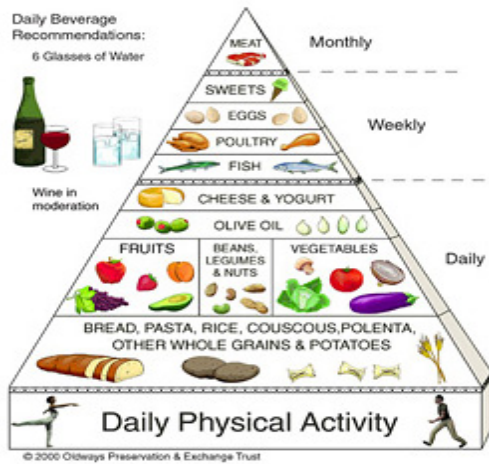 Daily Beverage
Recommendations:
6 Glasses of Water
Wine in
moderation
MEAT
Monthly
SWEETS
EGGS
POULTRY
FISH
Weekly
CHEESE & YOGURT
OLIVE OIL
FRUITS
BEANS,
LEGUMES
& NUTS
VEGETABLES
Daily
BREAD, PASTA, RICE, COUSCOUS,POLENTA,
OTHER WHOLE GRAINS & POTATOES
Daily Physical Activity
© 2000 Oldways Preservation & Exchange Trust